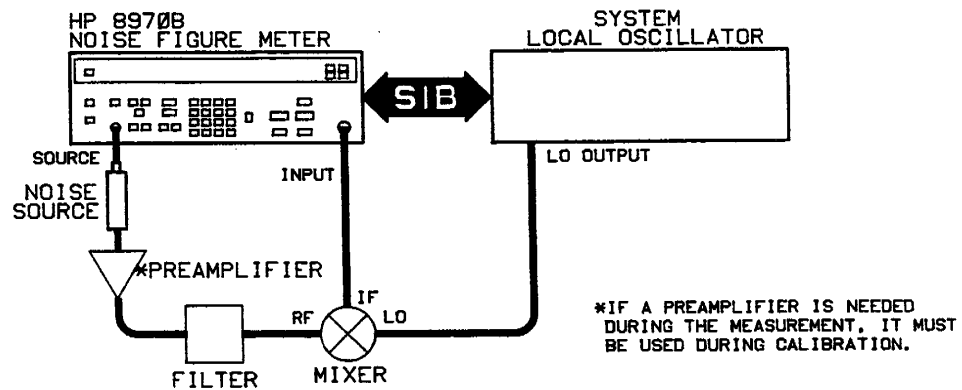 HP 8970B
NOISE FIGURE METER
SYSTEM
LOCAL OSCILLATOR
SIB
SOURCE
INPUT
LO OUTPUT
NOISE
SOURCE
*PREAMPLIFIER
IF
RF
LO
FILTER
MIXER
*IF A PREAMPLIFIER IS NEEDED
DURING THE MEASUREMENT, IT MUST
BE USED DURING CALIBRATION.